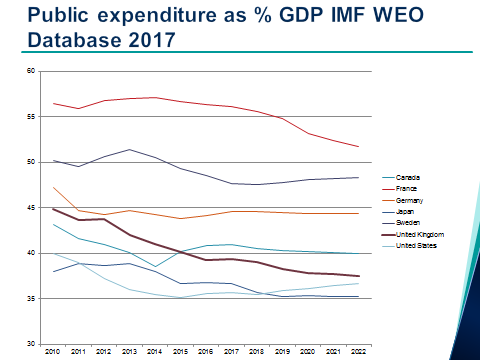 Public expenditure as % GDP IMF WEO
Database 2017
60
55
50
45
40
35
30
2010 2011 2012 2013 2014 2015 2016 2017 2018 2019 2020 2021 2022
Canada
France
Germany
Japan
Sweden
United Kingdom
United States